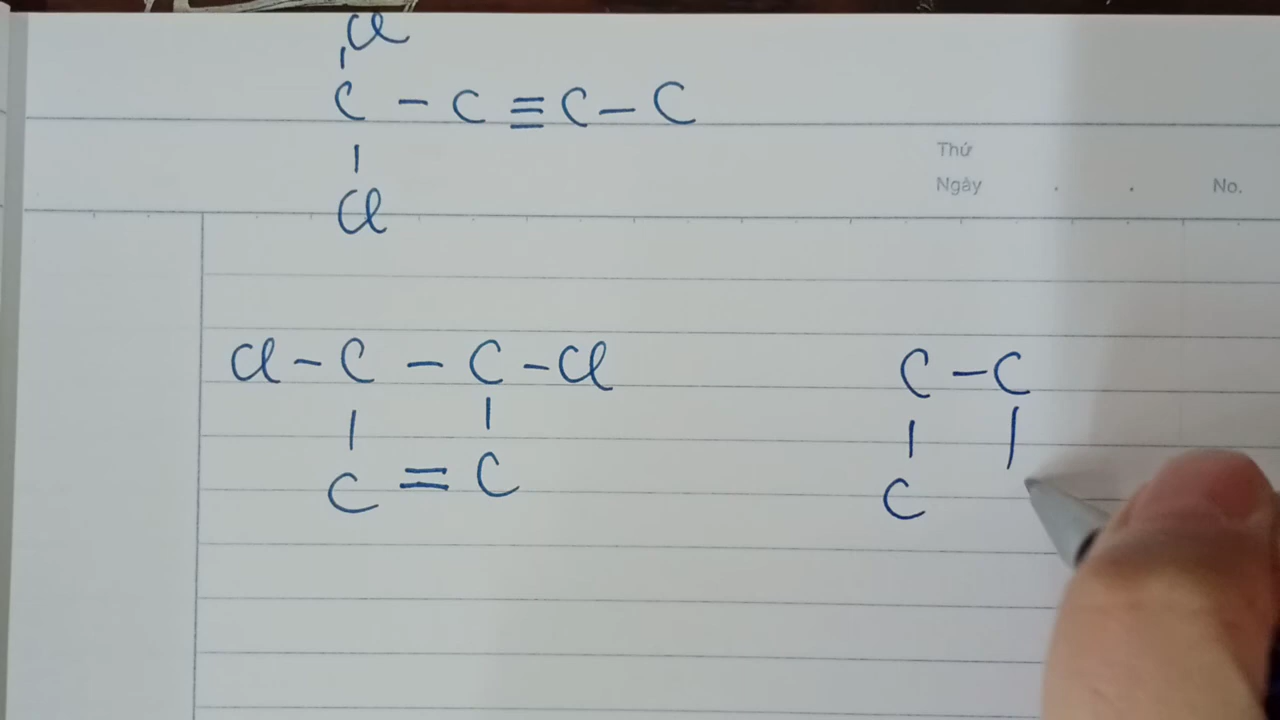 Cl
C - C ≡ C - C
Thứ
Ngày . . No.
Cl
Cl - C - C - Cl
C - C
C = C
C